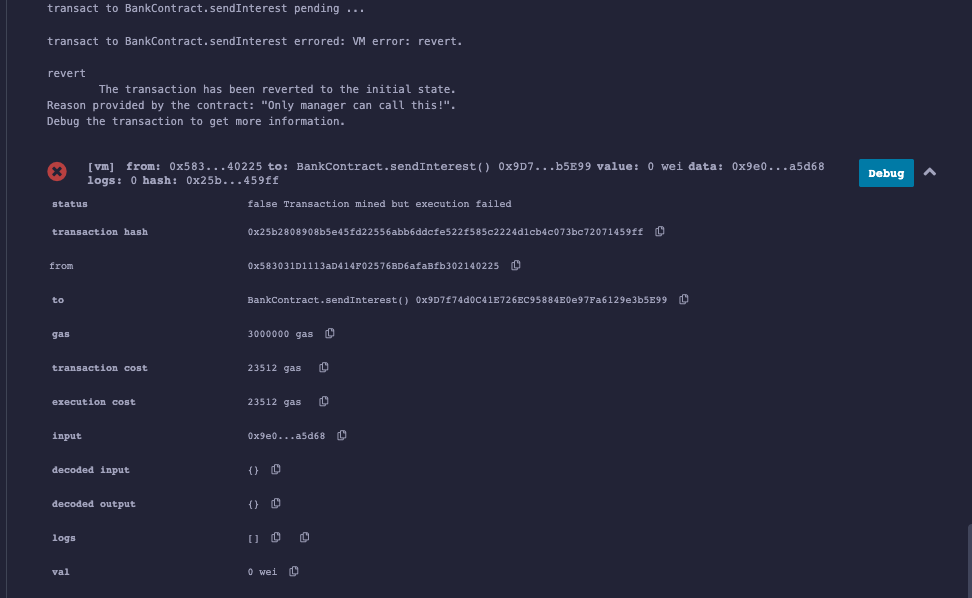 transact to BankContract.sendInterest pending ...
transact to BankContract.sendInterest errored: VM error: revert.
revert
The transaction has been reverted to the initial state.
Reason provided by the contract: "Only manager can call this!".
Debug the transaction to get more information.
[vm] from: 0x583...40225 to: BankContract.sendInterest() 0x9D7...b5E99 value: 0 wei data: 0x9e0...a5d68
logs: 0 hash: 0x25b...459ff
Debug
status false Transaction mined but execution failed
transaction hash 0x25b2808908b5e45fd22556abb6ddcfe522f585c2224d1cb4c073bc72071459ff
from 0x583031D1113aD414F02576BD6afaBfb302140225
to BankContract.sendInterest() 0x9D7f74d0C41E726EC95884E0e97Fa6129e3b5E99
gas 3000000 gas
transaction cost 23512 gas
execution cost 23512 gas
input 0x9e0...a5d68
decoded input {}
decoded output {}
logs []
val 0 wei